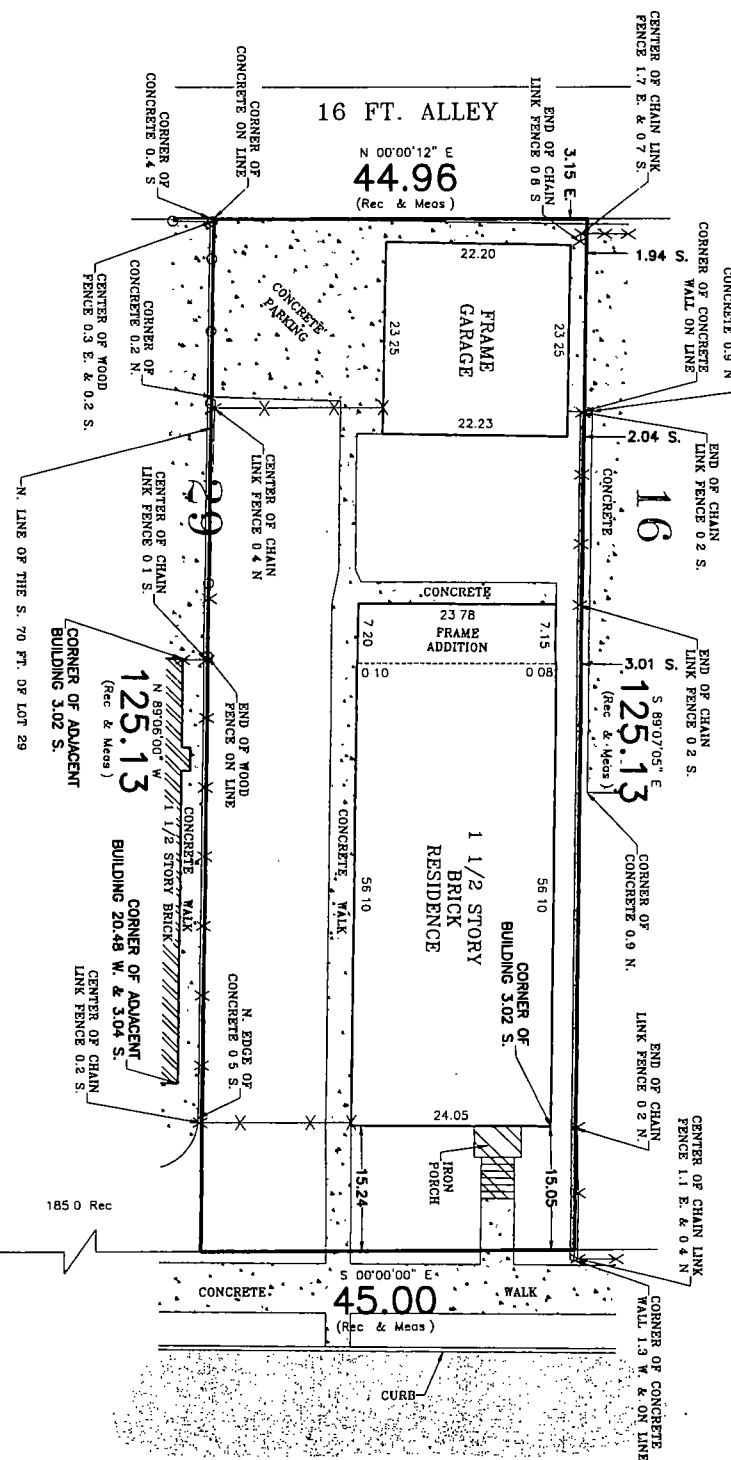 CENTER OF CHAIN LINK
FENCE 1.7 E. & 0 7 S.
16 FT. ALLEY
N 00°00'12" E
44.96
(Rec & Meas )
END OF CHAIN
LINK FENCE 0 6 S
3.15 E.
1.94 S.
CORNER OF CONCRETE
WALL ON LINE
CONCRETE 0.9 N
CORNER OF
CONCRETE ON LINE
CORNER OF
CONCRETE 0.4 S
CENTER OF WOOD
FENCE 0.3 E. & 0.2 S.
CORNER OF
CONCRETE 0.2 N.
CONCRETE
PARKING
22.20
23 25
FRAME
GARAGE
23 25
22.23
2.04 S.
END OF CHAIN
LINK FENCE 0 2 S.
16
CONCRETE
29
CENTER OF CHAIN
LINK FENCE 0 4 N
CENTER OF CHAIN
LINK FENCE 0 1 S.
N. LINE OF THE S. 70 FT. OF LOT 29
CONCRETE
23 78
FRAME
ADDITION
7 20
7.15
0 10
0 08
3.01 S.
END OF CHAIN
LINK FENCE 0 2 S.
S 89°07'05" E
125.13
(Rec & Meas )
CORNER OF ADJACENT
BUILDING 3.02 S.
N 89°06'00" W
125.13
(Rec & Meas )
END OF WOOD
FENCE ON LINE
CONCRETE WALK
1 1/2 STORY BRICK
CONCRETE WALK
56 10
1 1/2 STORY
BRICK
RESIDENCE
56 10
CORNER OF
CONCRETE 0.9 N.
CORNER OF
BUILDING 3.02 S.
CORNER OF ADJACENT
BUILDING 20.48 W. & 3.04 S.
CENTER OF CHAIN
LINK FENCE 0.2 S.
N. EDGE OF
CONCRETE 0 5 S.
END OF CHAIN
LINK FENCE 0 2 N.
24.05
IRON
PORCH
15.24
15.05
CENTER OF CHAIN LINK
FENCE 1.1 E. & 0 4 N
185 0 Rec
S 00°00'00" E
CONCRETE
45.00
WALK
(Rec & Meas )
CORNER OF CONCRETE
WALL 1.3 W. & ON LINE
CURB